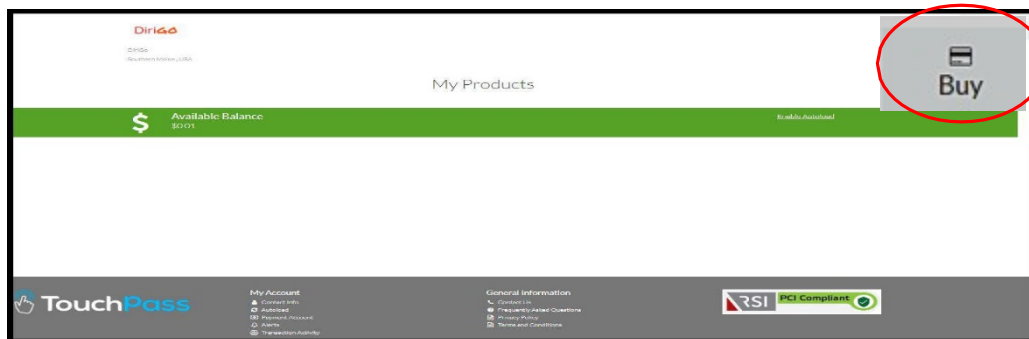 DiriGo
DiriGo
Southern Maine, USA
Buy
My Products
$
Available Balance
$0.01
Enable Autoload
TouchPass
My Account
Contact Info
Autoload
Payment Account
Alerts
Transaction Activity
General Information
Contact Us
Frequently Asked Questions
Privacy Policy
Terms and Conditions
RSI PCI Compliant